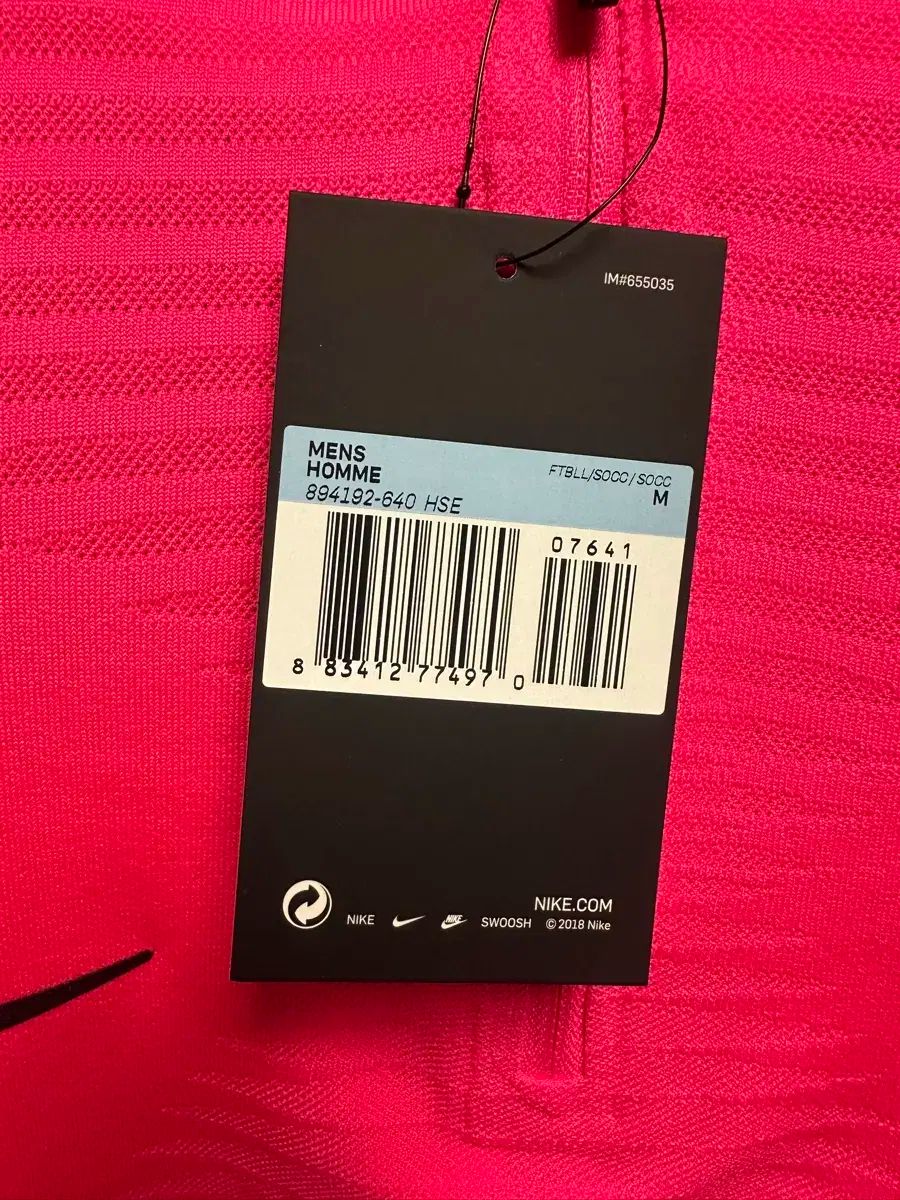 IM#655035
MENS
HOMME
FTBLL/SOCC/SOCC
894192-640 HSE
M
07641
8 83412 77497 0
NIKE.COM
NIKE NIKE SWOOSH © 2018 Nike